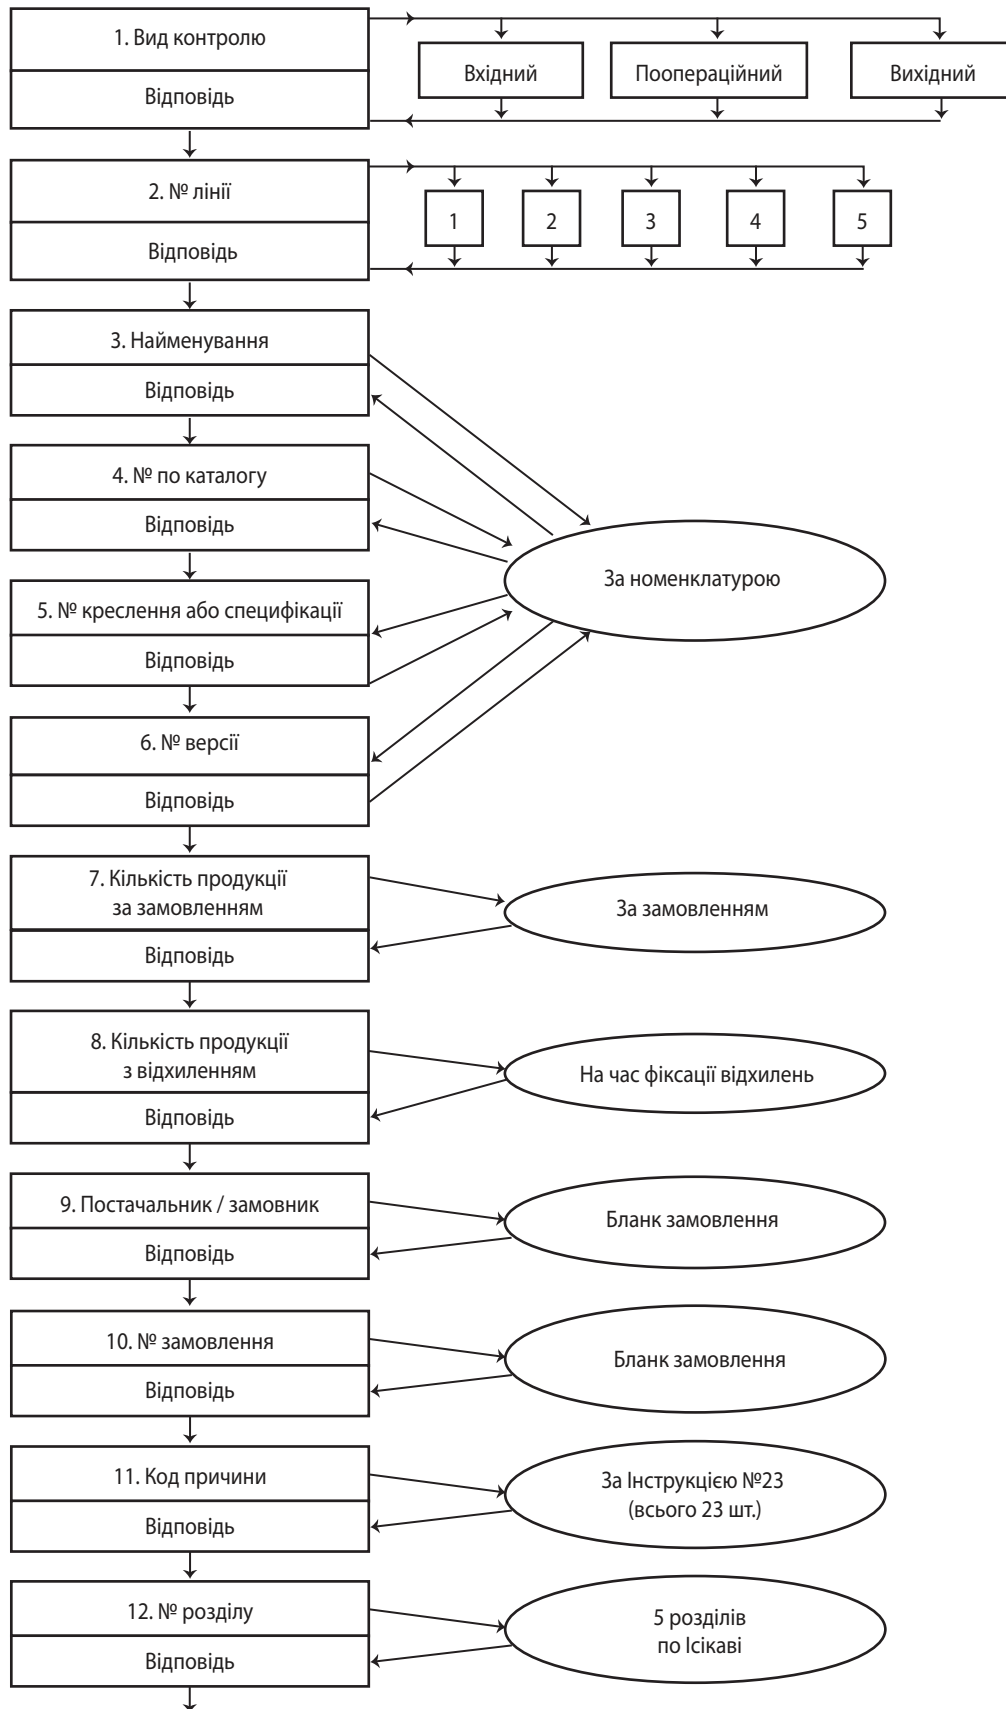 1. Вид контролю
Відповідь
Вхідний
Поопераційний
Вихідний
2. № лінії
Відповідь
1
2
3
4
5
3. Найменування
Відповідь
4. № по каталогу
Відповідь
5. № креслення або специфікації
Відповідь
6. № версії
Відповідь
За номенклатурою
7. Кількість продукції
за замовленням
Відповідь
За замовленням
8. Кількість продукції
з відхиленням
Відповідь
На час фіксації відхилень
9. Постачальник / замовник
Відповідь
Бланк замовлення
10. № замовлення
Відповідь
Бланк замовлення
11. Код причини
Відповідь
За Інструкцією №23
(всього 23 шт.)
12. № розділу
Відповідь
5 розділів
по Ісікаві